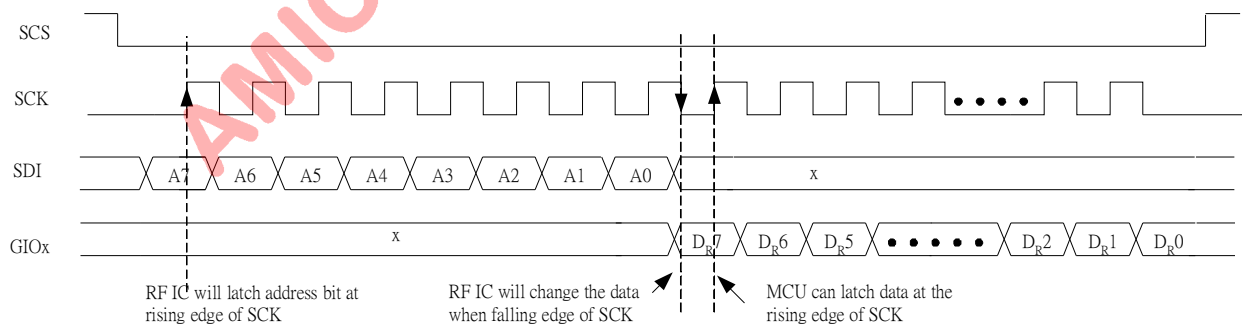 AMIC
SCS
SCK
SDI A7 A6 A5 A4 A3 A2 A1 A0 x
GIOx x DR7 DR6 DR5 DR2 DR1 DR0
RF IC will latch address bit at
rising edge of SCK
RF IC will change the data
when falling edge of SCK
MCU can latch data at the
rising edge of SCK